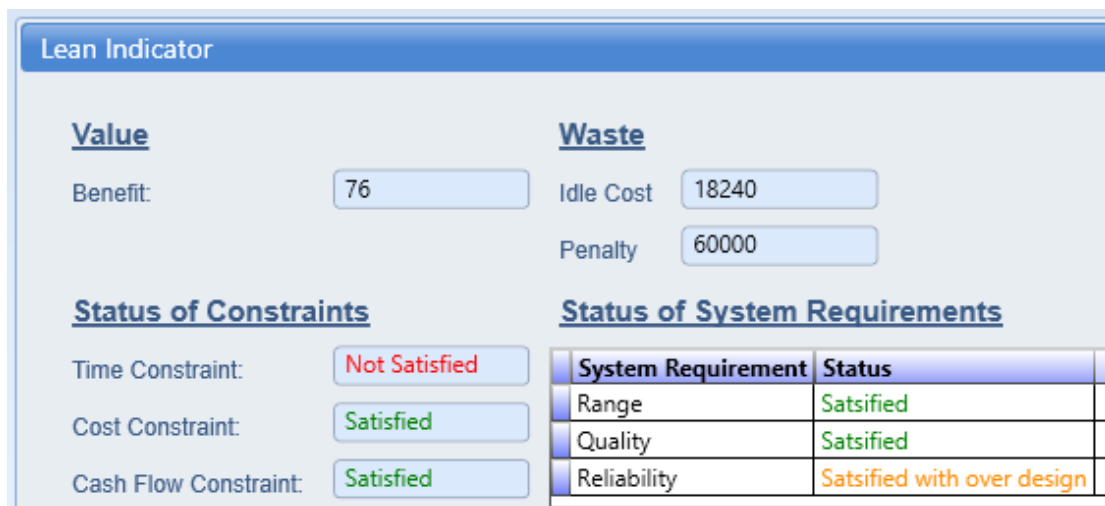 Lean Indicator
Value
Benefit: 76
Waste
Idle Cost 18240
Penalty 60000
Status of Constraints
Time Constraint: Not Satisfied
Cost Constraint: Satisfied
Cash Flow Constraint: Satisfied
Status of System Requirements
System Requirement Status
Range Satsified
Quality Satsified
Reliability Satsified with over design